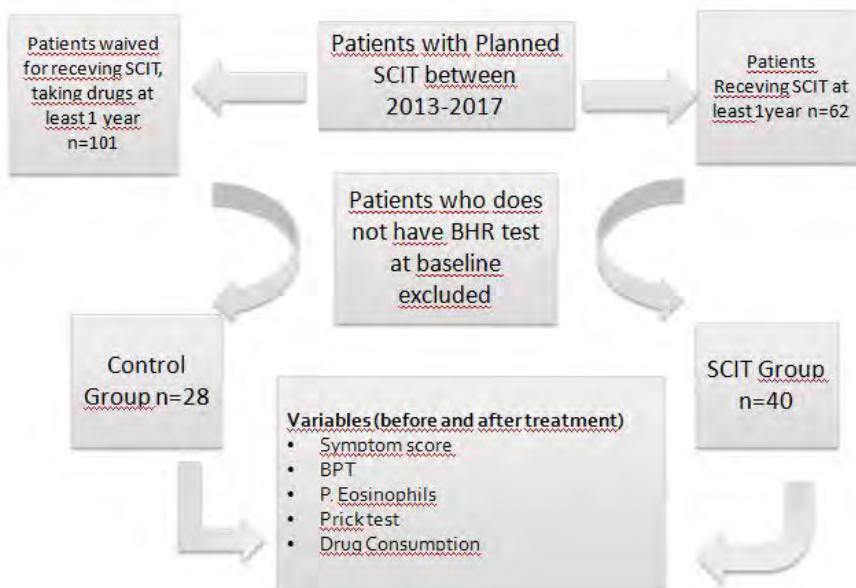 Patients waived
for receving SCIT,
taking drugs at
least 1 year
n=101
Patients with Planned
SCIT between
2013-2017
Patients
Receving SCIT at
least 1year n=62
Patients who does
not have BHR test
at baseline
excluded
Control
Group n=28
SCIT Group
n=40
Variables (before and after treatment)
• Symptom score
• BPT
• P. Eosinophils
• Prick test
• Drug Consumption